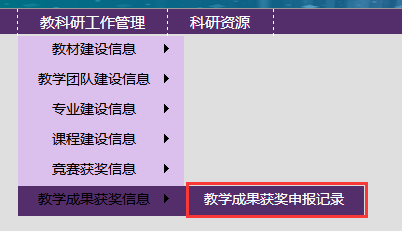 教科研工作管理 科研资源
教材建设信息
教学团队建设信息
专业建设信息
课程建设信息
竞赛获奖信息
教学成果获奖信息 教学成果获奖申报记录